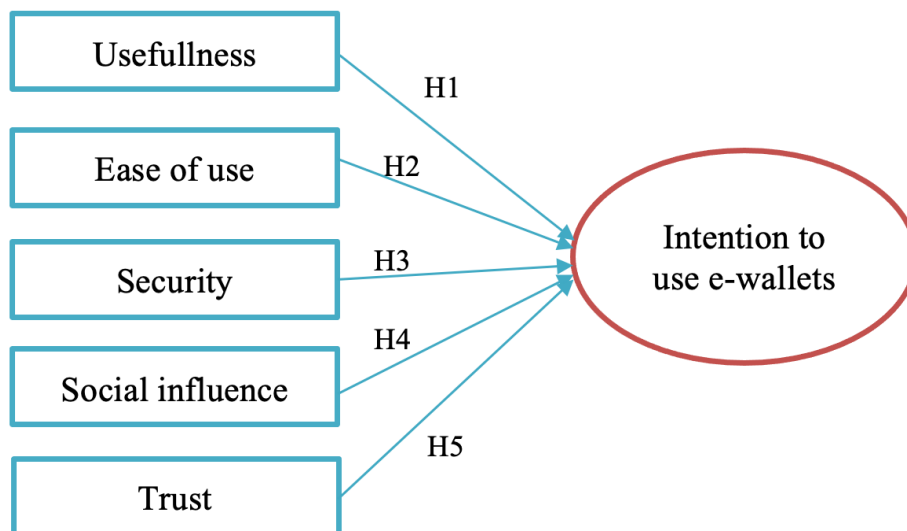 Usefullness
H1
Ease of use
H2
Security
H3
Social influence
H4
Trust
H5
Intention to
use e-wallets